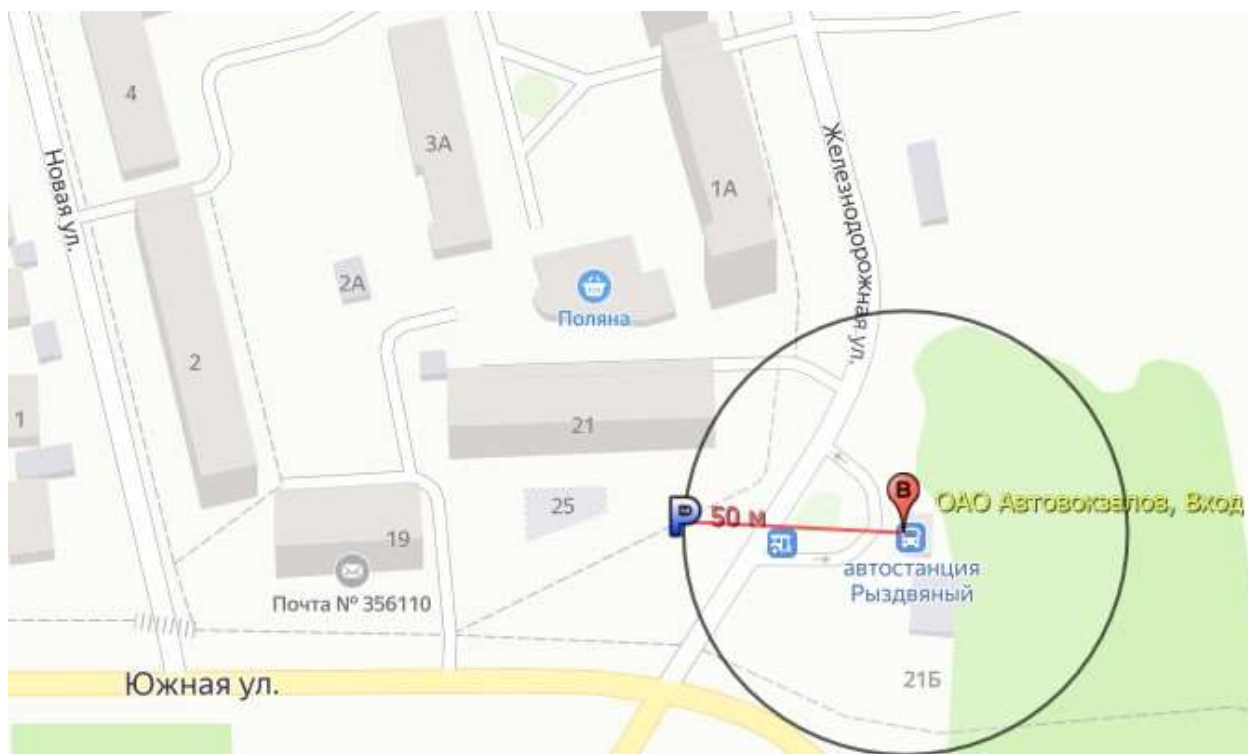 4
Новая ул.
3А
1А
Железнодорожная ул.
2А
Поляна
2
1
21
25
P
50 м
В
ОАО Автовокзалов, Вход
19
автостанция
Рыздвяный
Почта № 356110
21Б
Южная ул.